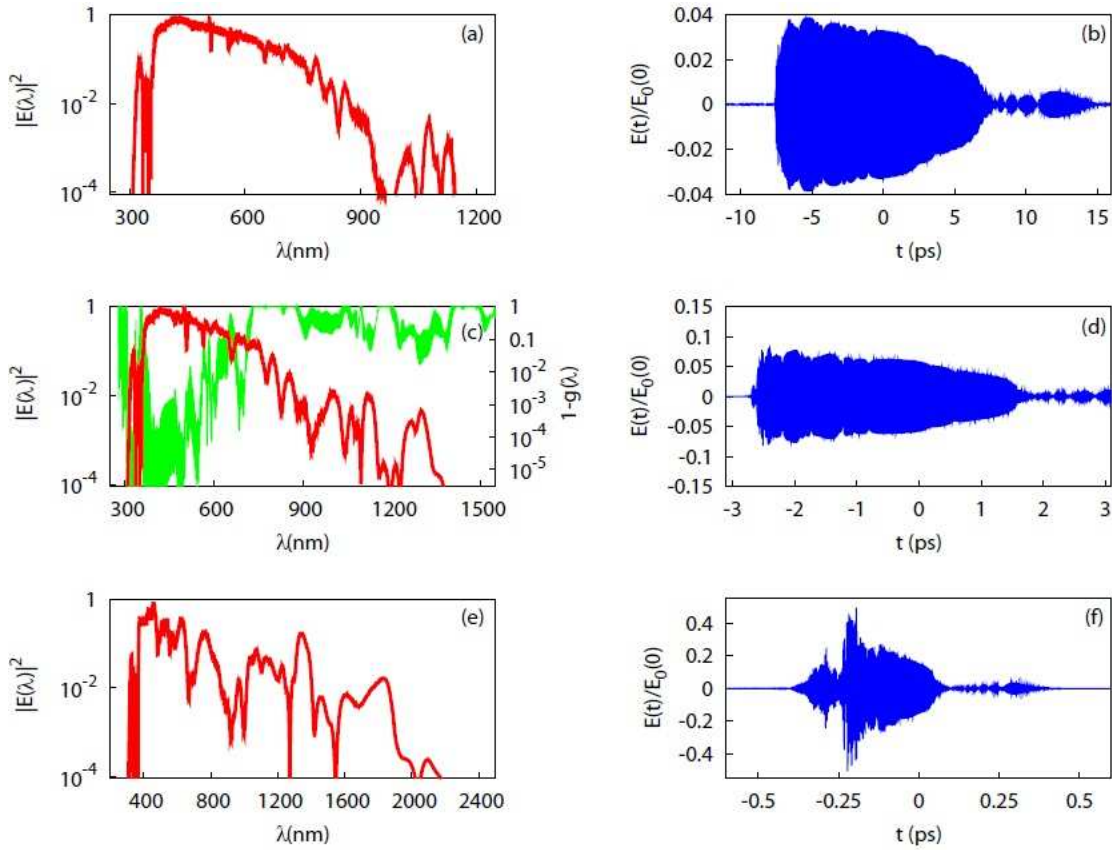 1
10⁻²
10⁻⁴
|E(λ)|²
(a)
300 600 900 1200
λ(nm)
0.04
0.02
0
-0.02
-0.04
E(t)/E₀(0)
(b)
-10 -5 0 5 10 15
t (ps)
1
10⁻²
10⁻⁴
|E(λ)|²
(c)
1
0.1
10⁻²
10⁻³
10⁻⁴
10⁻⁵
1-g(λ)
300 600 900 1200 1500
λ(nm)
0.15
0.10
0.05
0
-0.05
-0.1
-0.15
E(t)/E₀(0)
(d)
-3 -2 -1 0 1 2 3
t (ps)
1
10⁻²
10⁻⁴
|E(λ)|²
(e)
400 800 1200 1600 2000 2400
λ(nm)
0.4
0.2
0
-0.2
-0.4
E(t)/E₀(0)
(f)
-0.5 -0.25 0 0.25 0.5
t (ps)